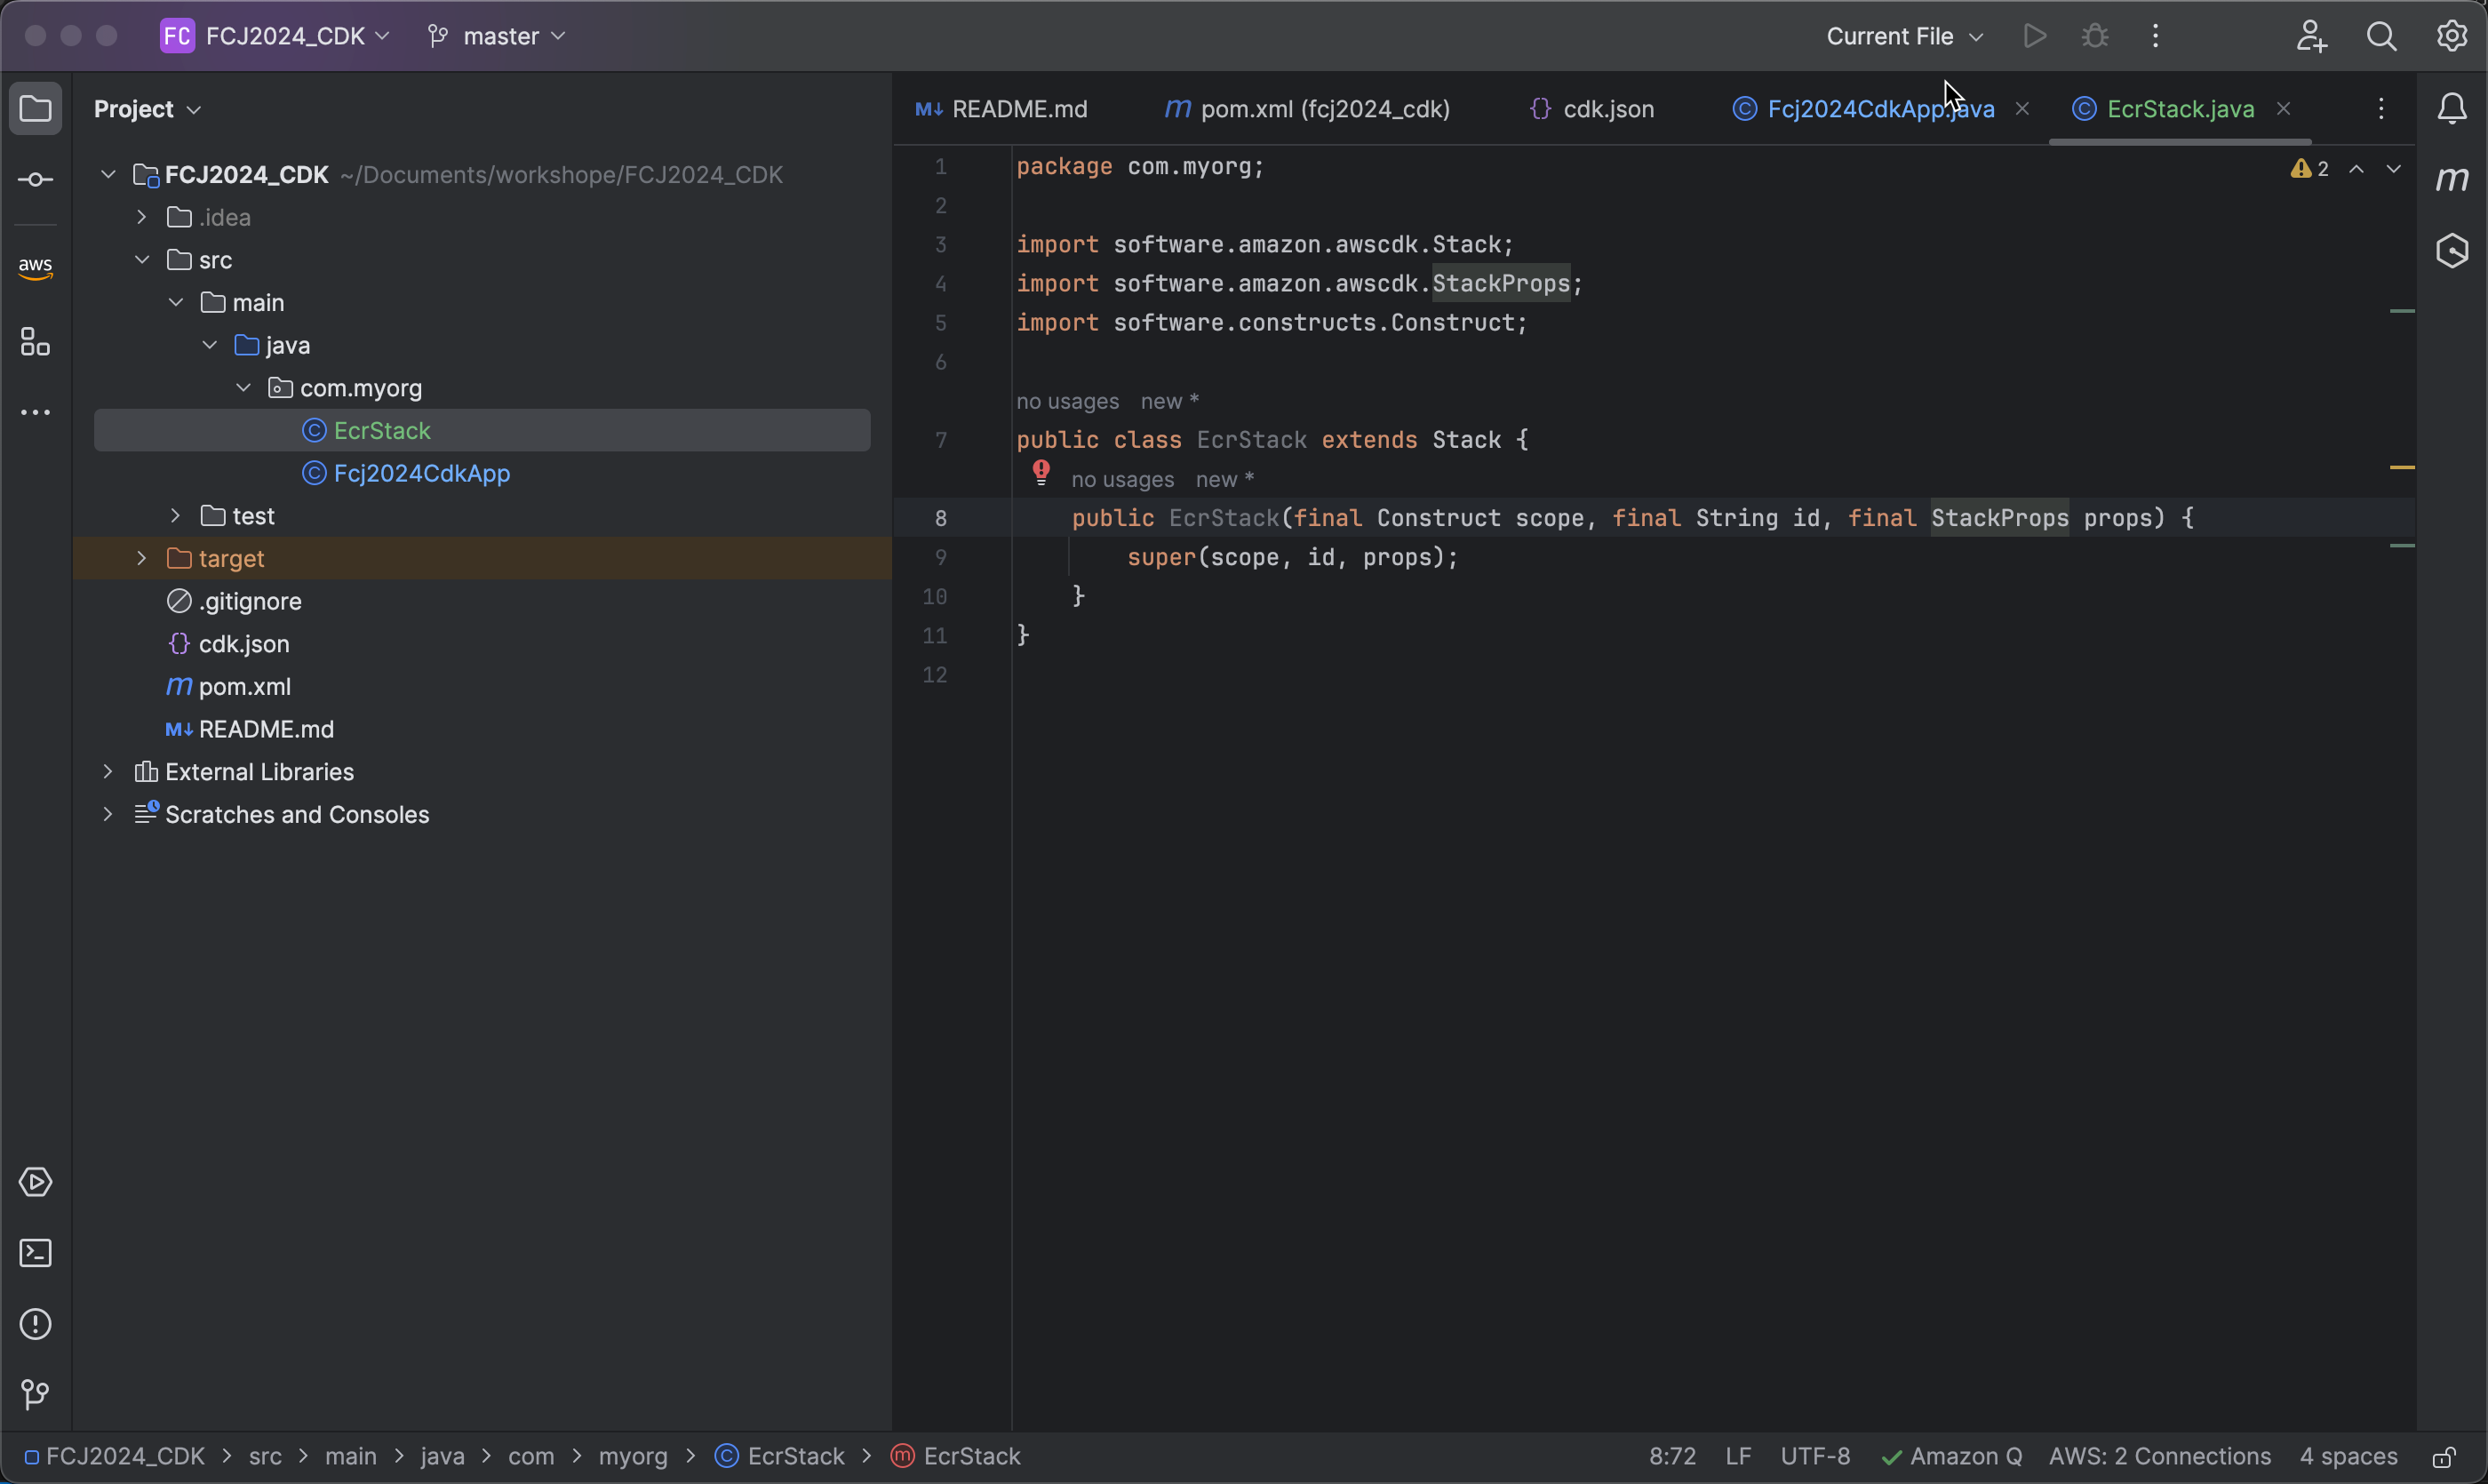 FC FCJ2024_CDK master Current File
Project
FCJ2024_CDK ~/Documents/workshope/FCJ2024_CDK
.idea
src
main
java
com.myorg
EcrStack
Fcj2024CdkApp
test
target
.gitignore
cdk.json
pom.xml
README.md
External Libraries
Scratches and Consoles
aws
README.md pom.xml (fcj2024_cdk) cdk.json Fcj2024CdkApp.java EcrStack.java
2
1 package com.myorg;
2
3 import software.amazon.awscdk.Stack;
4 import software.amazon.awscdk.StackProps;
5 import software.constructs.Construct;
6
no usages new *
7 public class EcrStack extends Stack {
no usages new *
8 public EcrStack(final Construct scope, final String id, final StackProps props) {
9 super(scope, id, props);
10 }
11 }
12
FCJ2024_CDK > src > main > java > com > myorg > EcrStack > EcrStack 8:72 LF UTF-8 Amazon Q AWS: 2 Connections 4 spaces